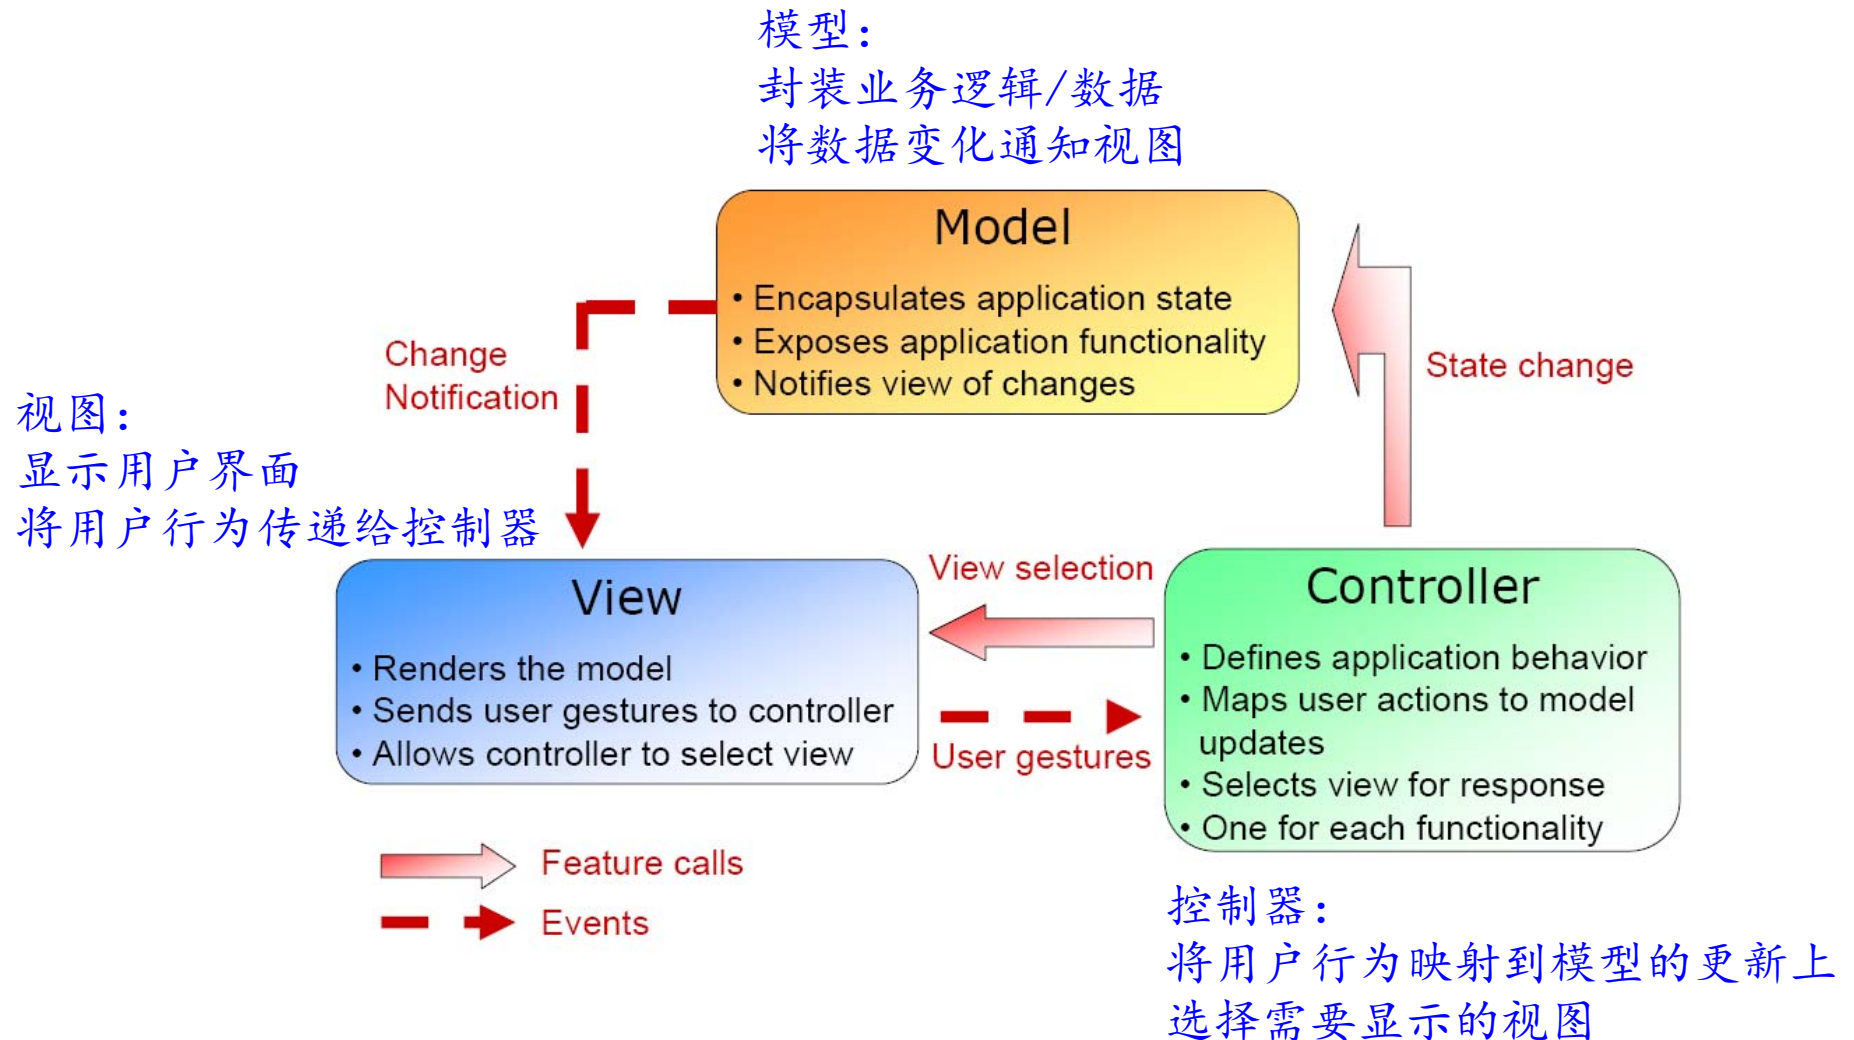 模型：
封装业务逻辑/数据
将数据变化通知视图
Model
• Encapsulates application state
• Exposes application functionality
• Notifies view of changes
Change
Notification
State change
视图：
显示用户界面
将用户行为传递给控制器
View
• Renders the model
• Sends user gestures to controller
• Allows controller to select view
View selection
User gestures
Controller
• Defines application behavior
• Maps user actions to model
updates
• Selects view for response
• One for each functionality
Feature calls
Events
控制器：
将用户行为映射到模型的更新上
选择需要显示的视图